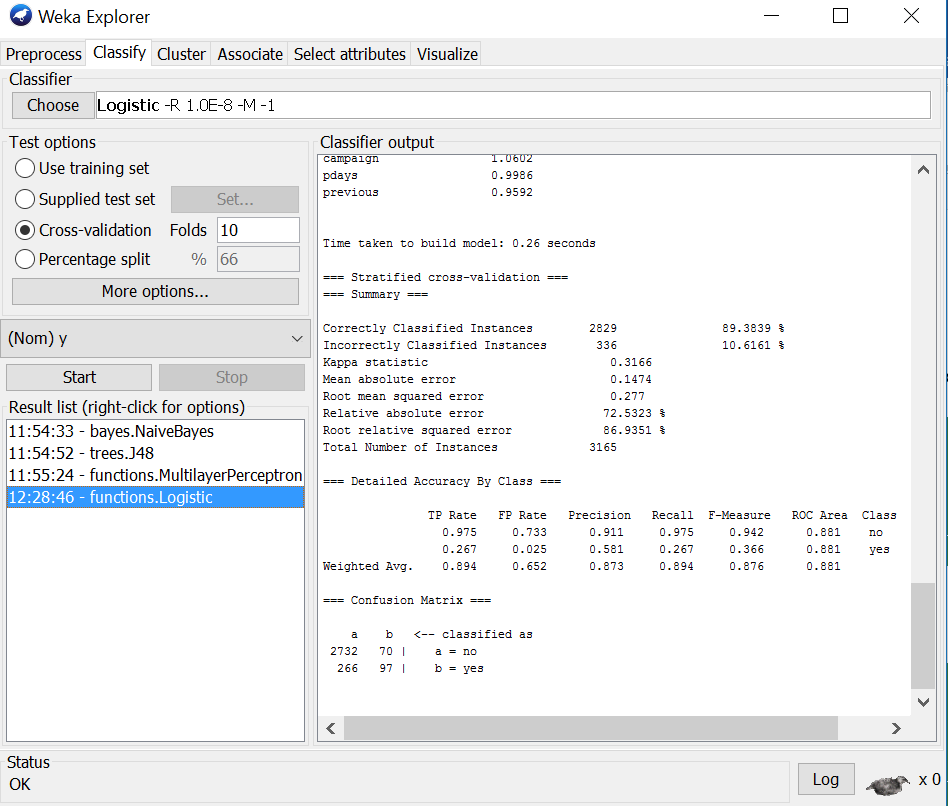 Weka Explorer
Preprocess Classify Cluster Associate Select attributes Visualize
Classifier
Choose Logistic -R 1.0E-8 -M -1
Test options
Use training set
Supplied test set Set...
Cross-validation Folds 10
Percentage split % 66
More options...
(Nom) y
Start Stop
Result list (right-click for options)
11:54:33 - bayes.NaiveBayes
11:54:52 - trees.J48
11:55:24 - functions.MultilayerPerceptron
12:28:46 - functions.Logistic
Classifier output
campaign 1.0602
pdays 0.9986
previous 0.9592
Time taken to build model: 0.26 seconds
=== Stratified cross-validation ===
=== Summary ===
Correctly Classified Instances 2829 89.3839 %
Incorrectly Classified Instances 336 10.6161 %
Kappa statistic 0.3166
Mean absolute error 0.1474
Root mean squared error 0.277
Relative absolute error 72.5323 %
Root relative squared error 86.9351 %
Total Number of Instances 3165
=== Detailed Accuracy By Class ===
TP Rate FP Rate Precision Recall F-Measure ROC Area Class
0.975 0.733 0.911 0.975 0.942 0.881 no
0.267 0.025 0.581 0.267 0.366 0.881 yes
Weighted Avg. 0.894 0.652 0.873 0.894 0.876 0.881
=== Confusion Matrix ===
a b <-- classified as
2732 70 | a = no
266 97 | b = yes
Status
OK
Log x 0